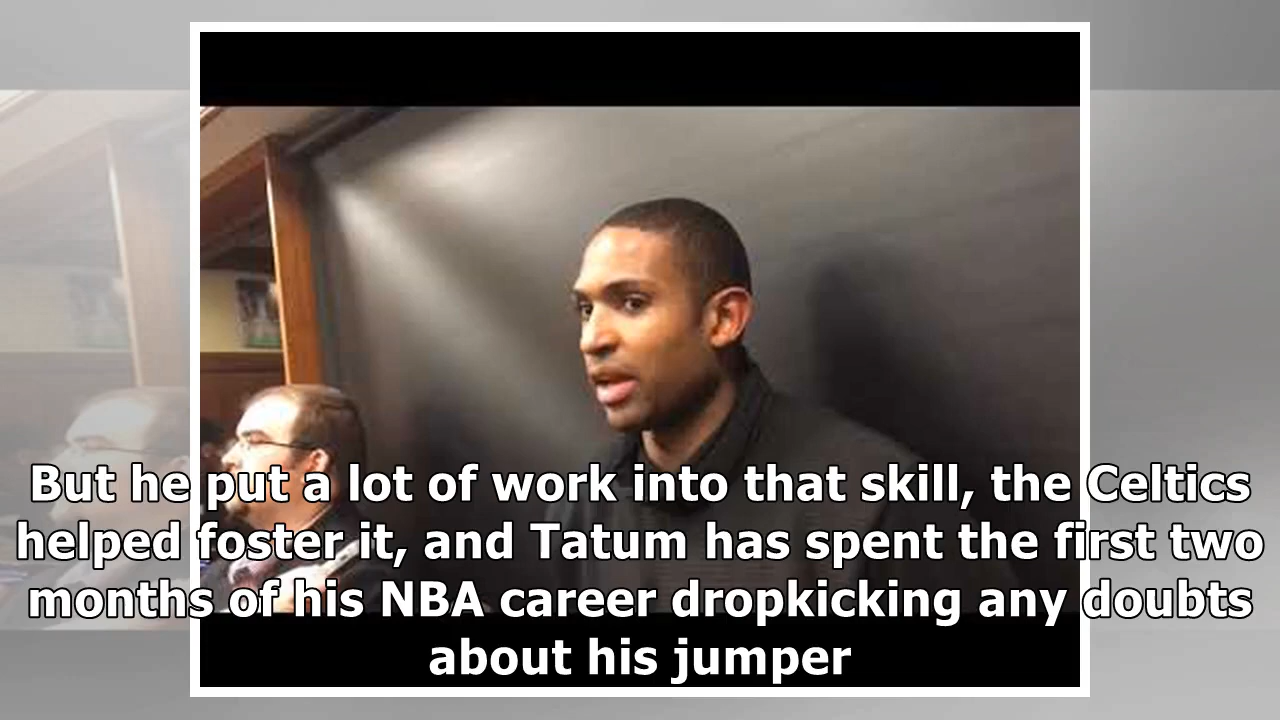 But he put a lot of work into that skill, the Celtics
helped foster it, and Tatum has spent the first two
months of his NBA career dropkicking any doubts
about his jumper